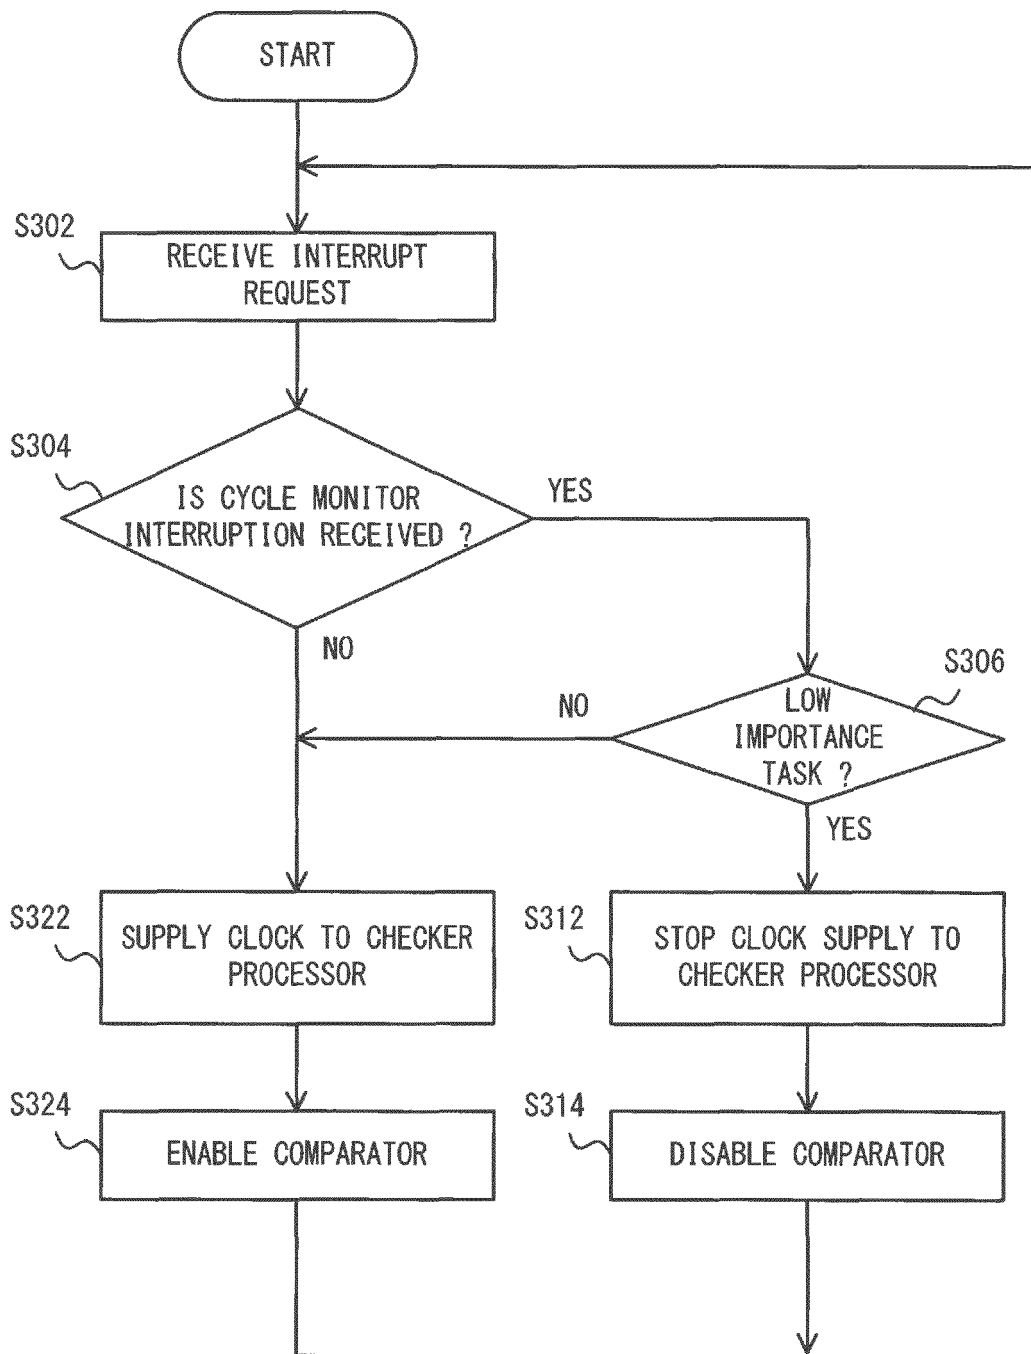 START
S302
RECEIVE INTERRUPT
REQUEST
S304
IS CYCLE MONITOR
INTERRUPTION RECEIVED ?
YES
NO
S306
LOW
IMPORTANCE
TASK ?
NO
YES
S322
SUPPLY CLOCK TO CHECKER
PROCESSOR
S312
STOP CLOCK SUPPLY TO
CHECKER PROCESSOR
S324
ENABLE COMPARATOR
S314
DISABLE COMPARATOR